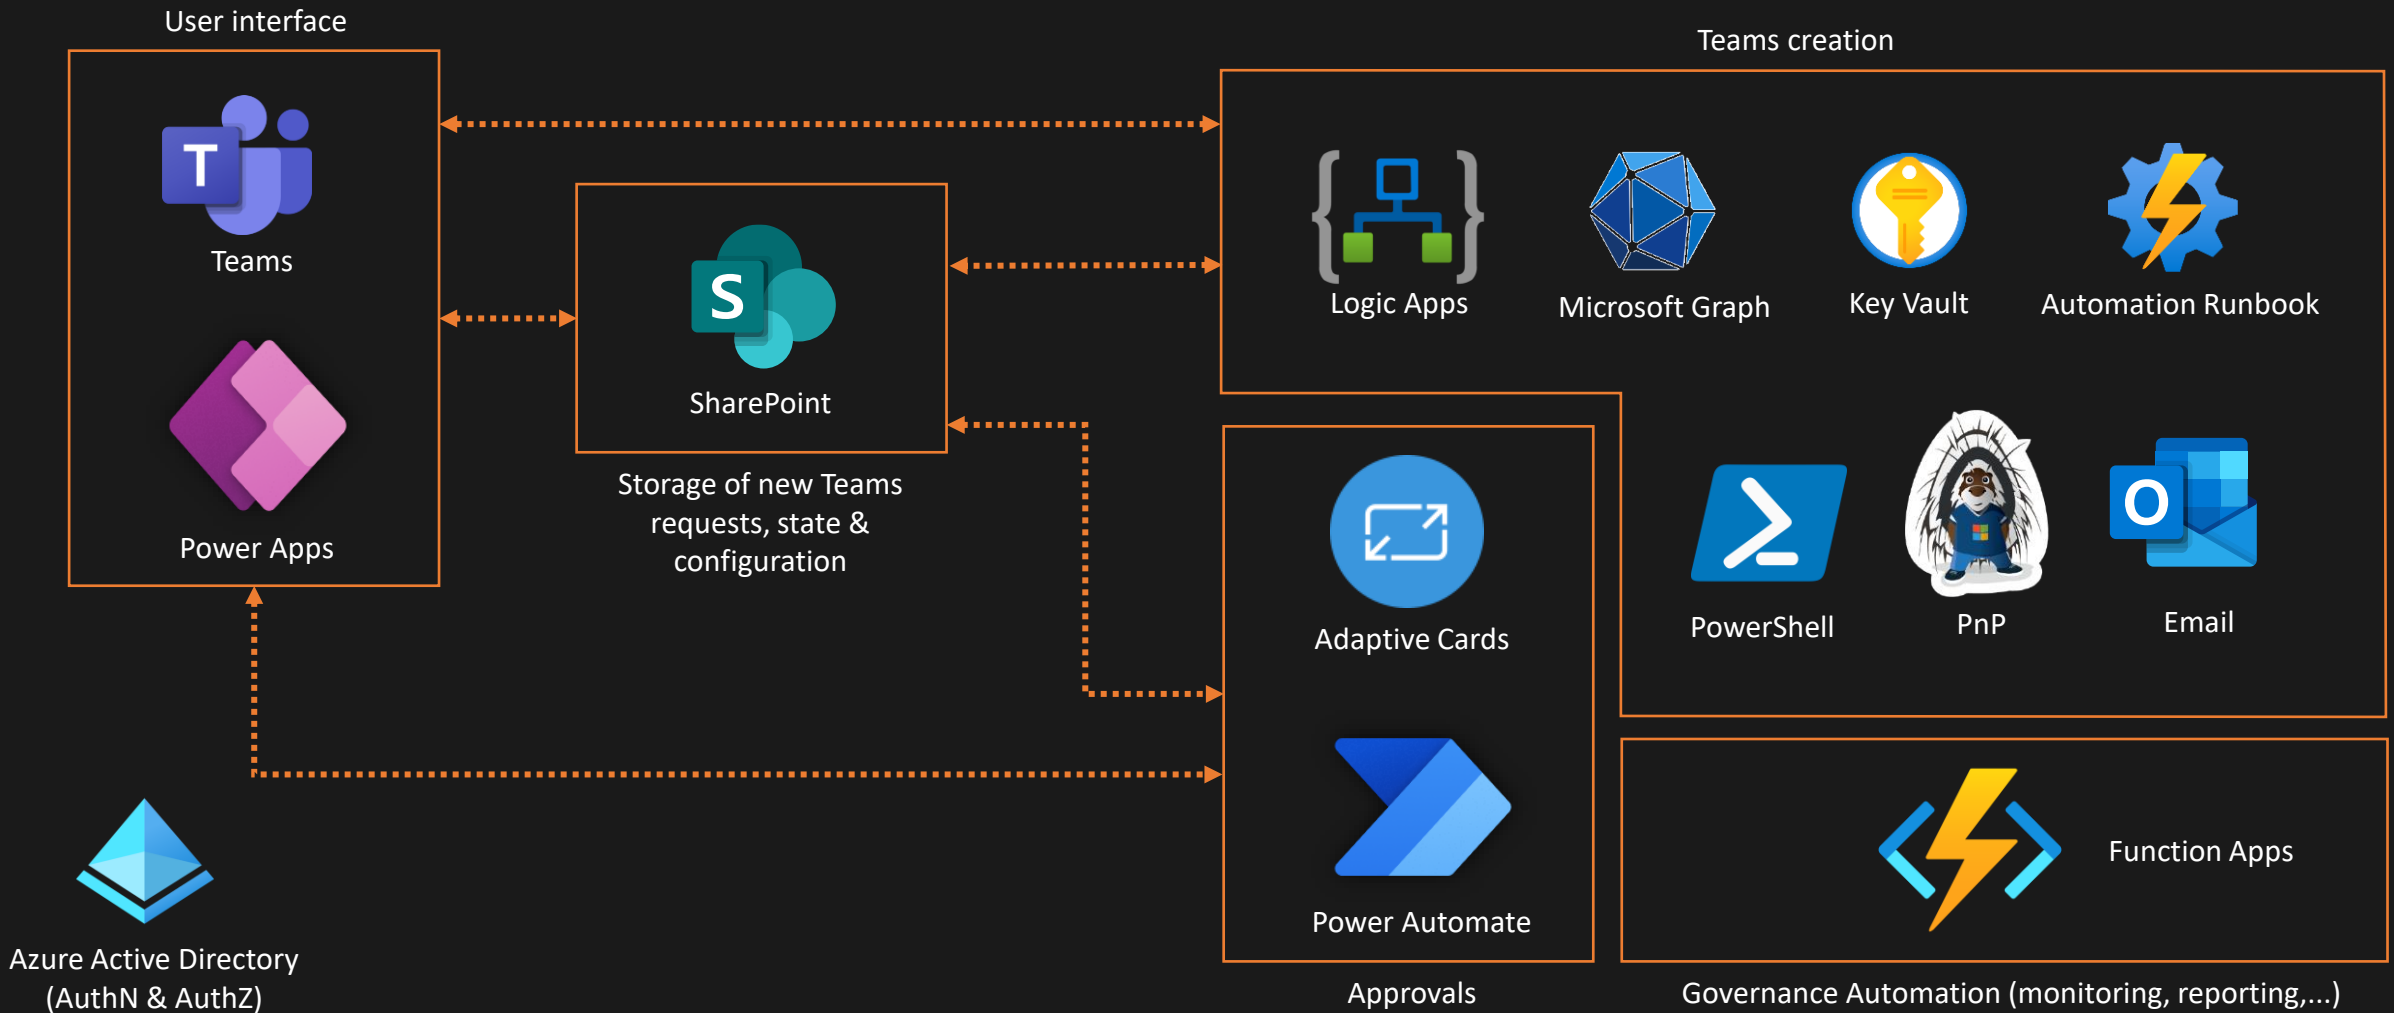 User interface
Teams creation
T
Teams
Power Apps
S
SharePoint
Storage of new Teams
requests, state &
configuration
Logic Apps
Microsoft Graph
Key Vault
Automation Runbook
PowerShell
PnP
O
Email
Adaptive Cards
Power Automate
Approvals
Function Apps
Governance Automation (monitoring, reporting,...)
Azure Active Directory
(AuthN & AuthZ)